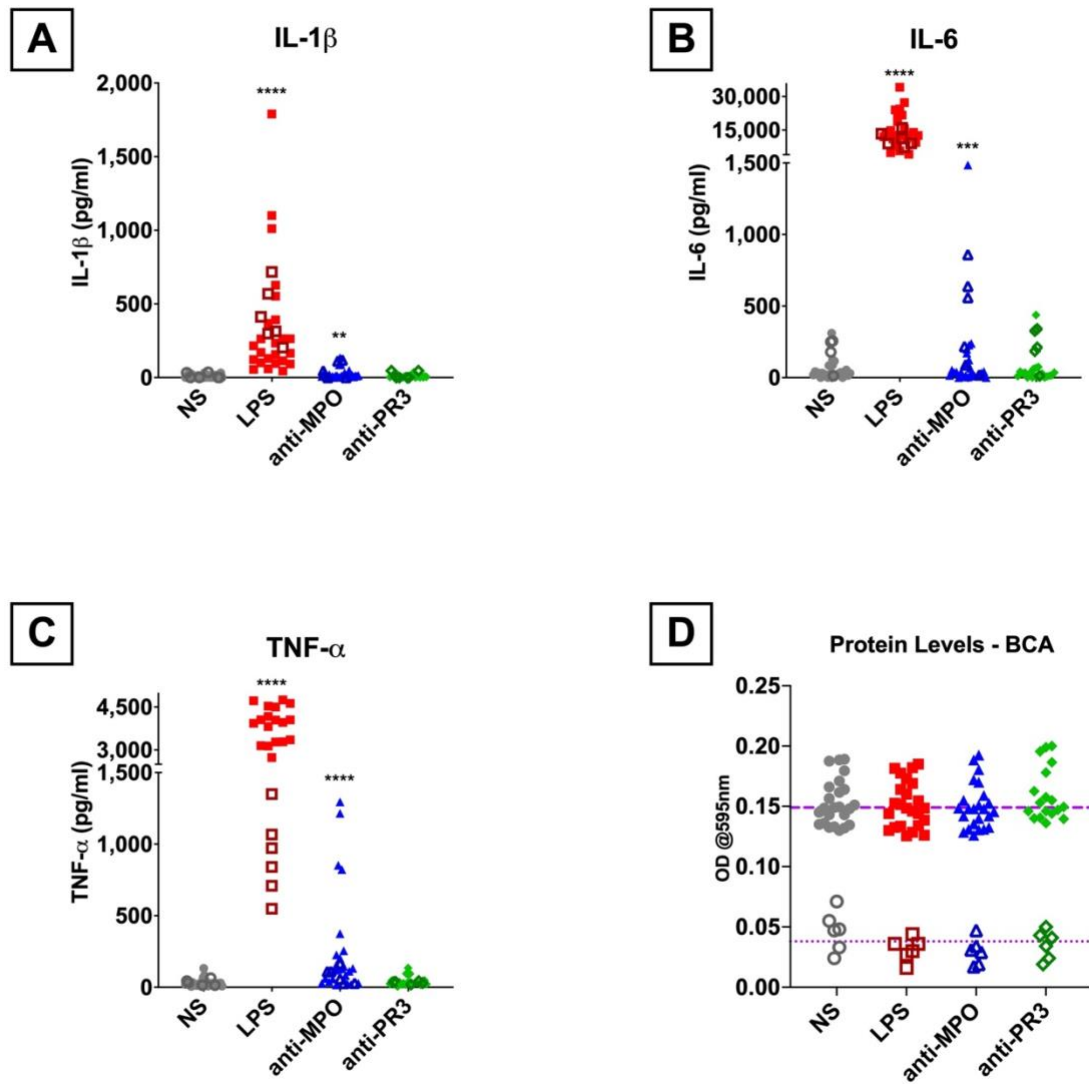 A
IL-1β
****
2,000
1,500
1,000
500
0
IL-1β (pg/ml)
**
NS
LPS
anti-MPO
anti-PR3
B
IL-6
****
30,000
15,000
1,500
1,000
500
0
IL-6 (pg/ml)
***
NS
LPS
anti-MPO
anti-PR3
C
TNF-α
****
4,500
3,000
1,500
1,000
500
0
TNF-α (pg/ml)
****
NS
LPS
anti-MPO
anti-PR3
D
Protein Levels - BCA
0.25
0.20
0.15
0.10
0.05
0.00
OD @595nm
NS
LPS
anti-MPO
anti-PR3